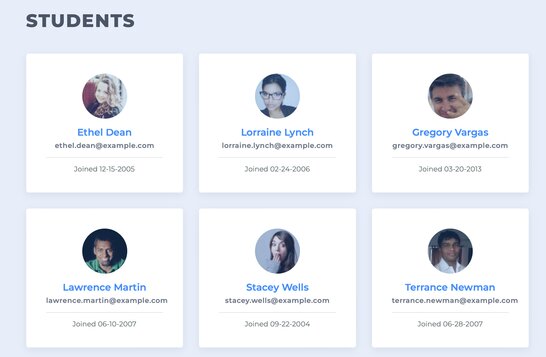 STUDENTS
Ethel Dean
ethel.dean@example.com
Joined 12-15-2005
Lorraine Lynch
lorraine.lynch@example.com
Joined 02-24-2006
Gregory Vargas
gregory.vargas@example.com
Joined 03-20-2013
Lawrence Martin
lawrence.martin@example.com
Joined 06-10-2007
Stacey Wells
stacey.wells@example.com
Joined 09-22-2004
Terrance Newman
terrance.newman@example.com
Joined 06-28-2007